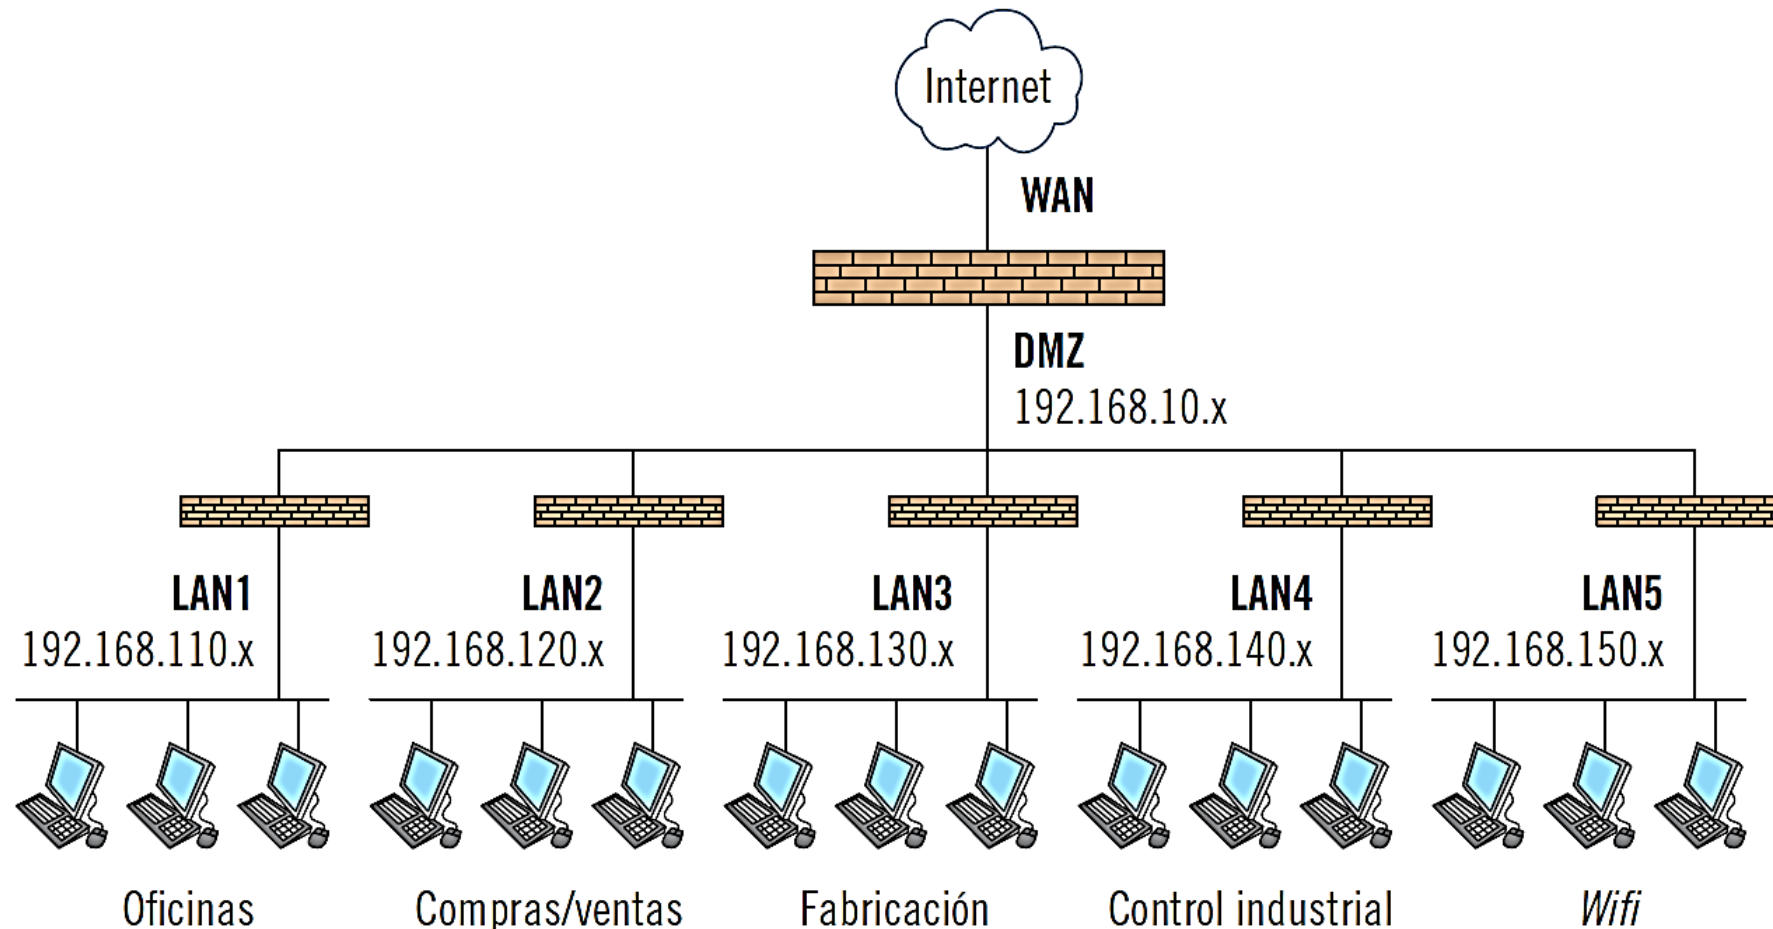 Internet
WAN
DMZ
192.168.10.x
LAN1
192.168.110.x
LAN2
192.168.120.x
LAN3
192.168.130.x
LAN4
192.168.140.x
LAN5
192.168.150.x
Oficinas
Compras/ventas
Fabricación
Control industrial
Wifi